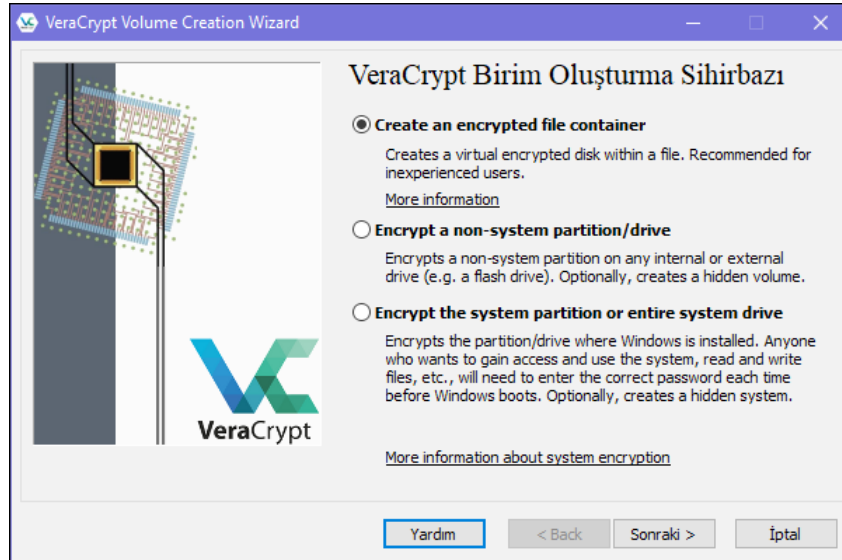 VeraCrypt Volume Creation Wizard
VeraCrypt Birim Oluşturma Sihirbazı
Create an encrypted file container
Creates a virtual encrypted disk within a file. Recommended for
inexperienced users.
More information
Encrypt a non-system partition/drive
Encrypts a non-system partition on any internal or external
drive (e.g. a flash drive). Optionally, creates a hidden volume.
Encrypt the system partition or entire system drive
Encrypts the partition/drive where Windows is installed. Anyone
who wants to gain access and use the system, read and write
files, etc., will need to enter the correct password each time
before Windows boots. Optionally, creates a hidden system.
VeraCrypt
More information about system encryption
Yardım
< Back
Sonraki >
İptal